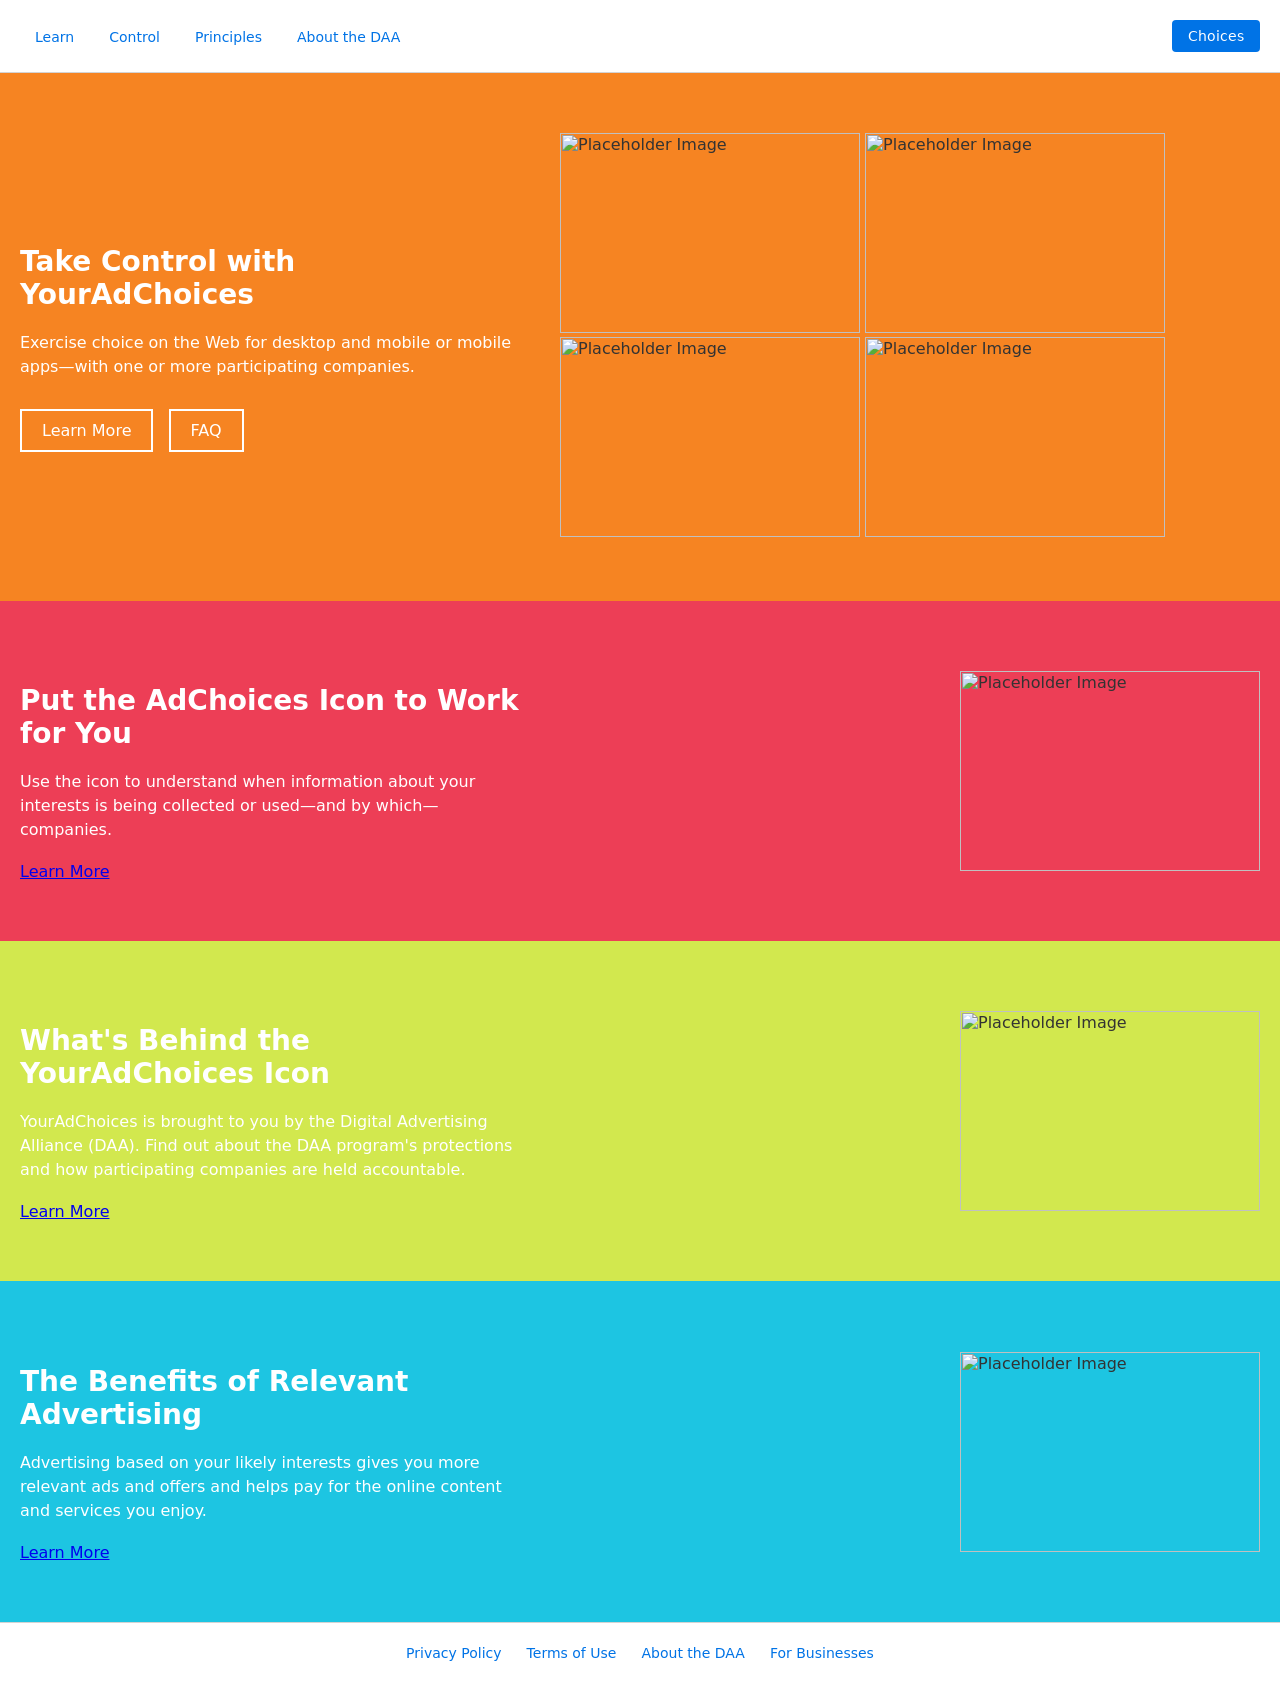 Learn
Control
Principles
About the DAA
Choices
Take Control with
YourAdChoices
Exercise choice on the Web for desktop and mobile or mobile
apps—with one or more participating companies.
Learn More
FAQ
Placeholder Image
Placeholder Image
Placeholder Image
Placeholder Image
Put the AdChoices Icon to Work
for You
Use the icon to understand when information about your
interests is being collected or used—and by which—
companies.
Learn More
Placeholder Image
What's Behind the
YourAdChoices Icon
YourAdChoices is brought to you by the Digital Advertising
Alliance (DAA). Find out about the DAA program's protections
and how participating companies are held accountable.
Learn More
Placeholder Image
The Benefits of Relevant
Advertising
Advertising based on your likely interests gives you more
relevant ads and offers and helps pay for the online content
and services you enjoy.
Learn More
Placeholder Image
Privacy Policy
Terms of Use
About the DAA
For Businesses